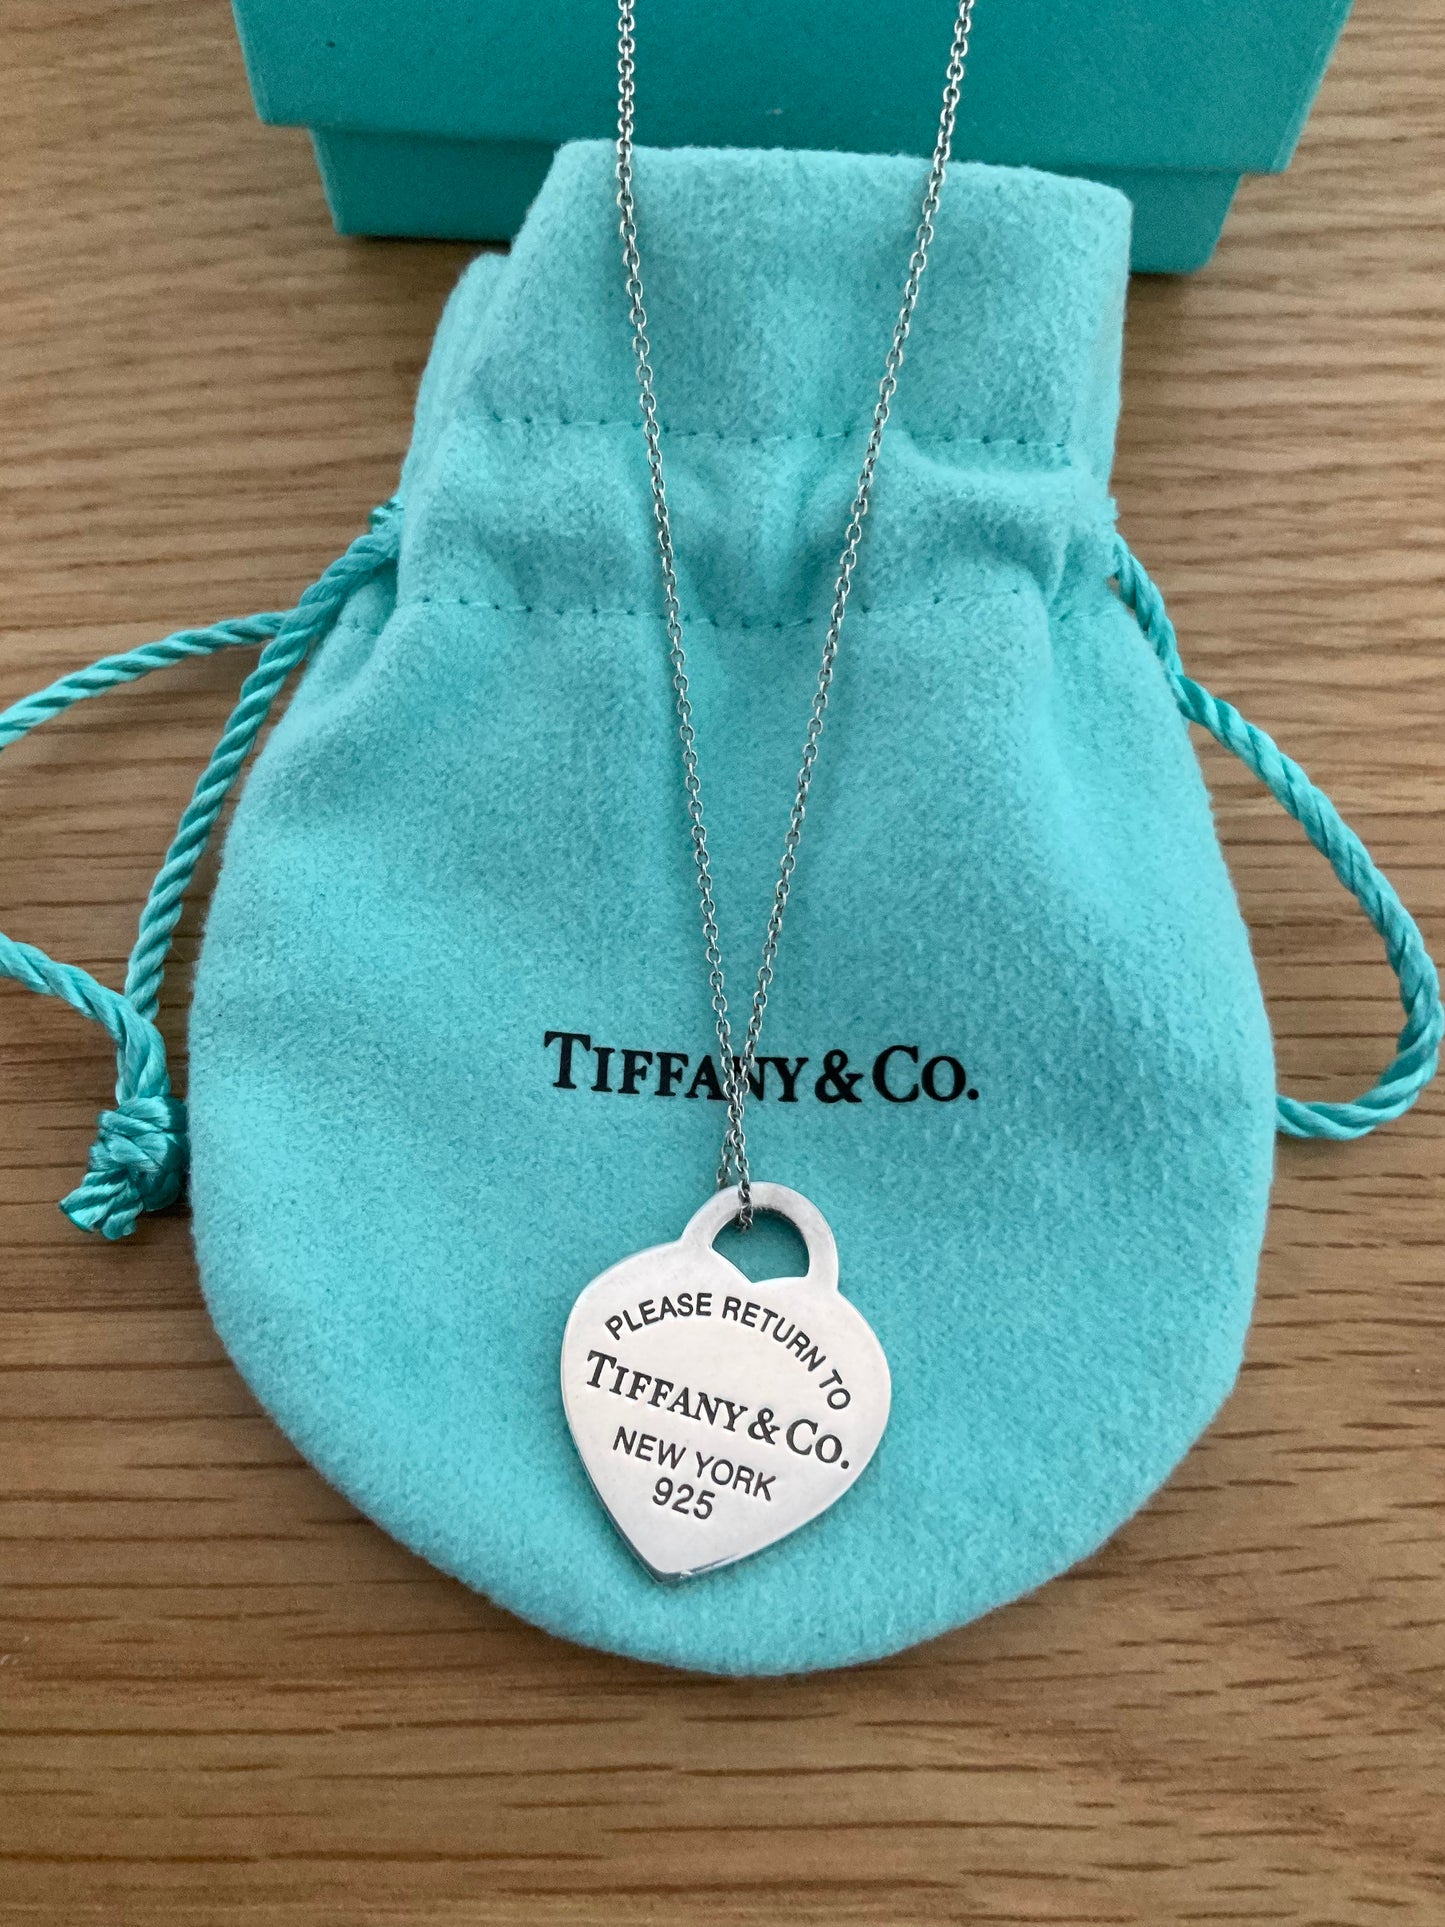 TIFFANY & CO.
PLEASE RETURN TO
TIFFANY & CO.
NEW YORK
925